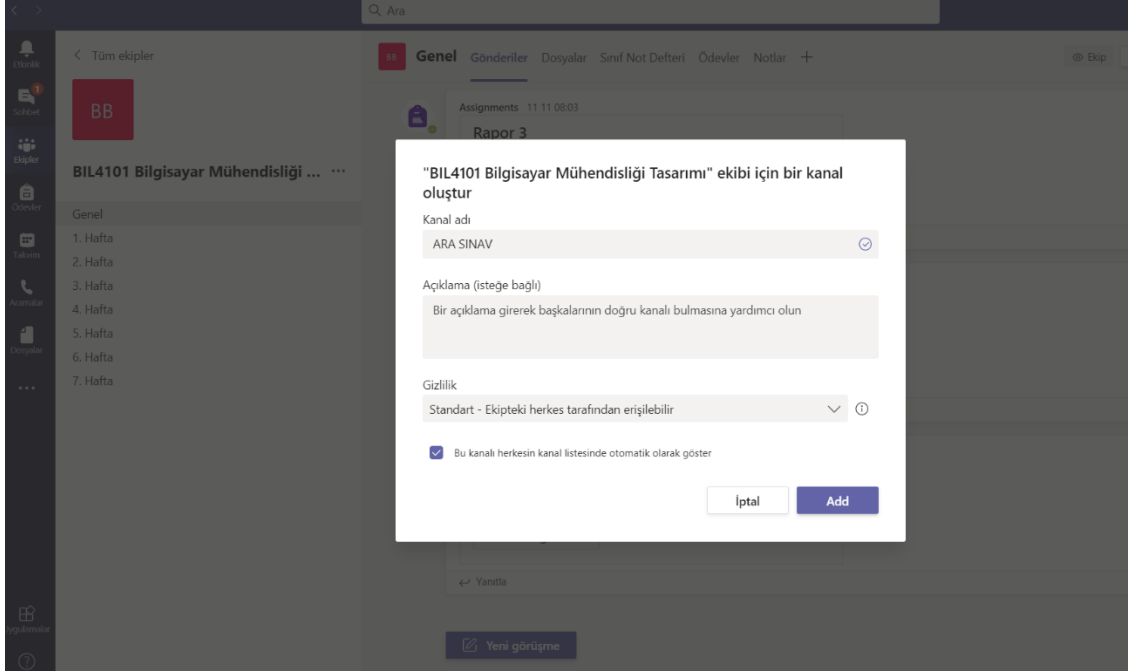 Ara
Etkinlik
1
Sohbet
Ekipler
Ödevler
Takvim
Aramalar
Dosyalar
Uygulamalar
Tüm ekipler
BB
BIL4101 Bilgisayar Mühendisliği ...
Genel
1. Hafta
2. Hafta
3. Hafta
4. Hafta
5. Hafta
6. Hafta
7. Hafta
BB Genel Gönderiler Dosyalar Sınıf Not Defteri Ödevler Notlar
Ekip
Assignments 11 11 08:03
Rapor 3
"BIL4101 Bilgisayar Mühendisliği Tasarımı" ekibi için bir kanal
oluştur
Kanal adı
ARA SINAV
Açıklama (isteğe bağlı)
Bir açıklama girerek başkalarının doğru kanalı bulmasına yardımcı olun
Gizlilik
Standart - Ekipteki herkes tarafından erişilebilir
Bu kanalı herkesin kanal listesinde otomatik olarak göster
İptal Add
Yanıtla
Yeni görüşme